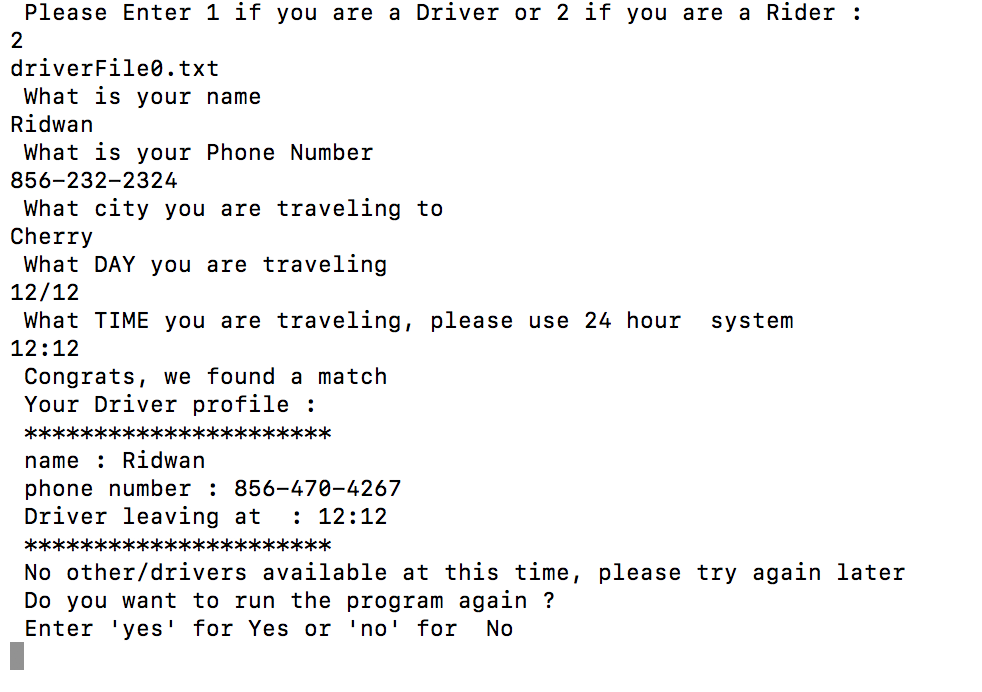 Please Enter 1 if you are a Driver or 2 if you are a Rider :
2
driverFile0.txt
What is your name
Ridwan
What is your Phone Number
856-232-2324
What city you are traveling to
Cherry
What DAY you are traveling
12/12
What TIME you are traveling, please use 24 hour  system
12:12
Congrats, we found a match
Your Driver profile :
**********************
name : Ridwan
phone number : 856-470-4267
Driver leaving at  : 12:12
**********************
No other/drivers available at this time, please try again later
Do you want to run the program again ?
Enter 'yes' for Yes or 'no' for  No